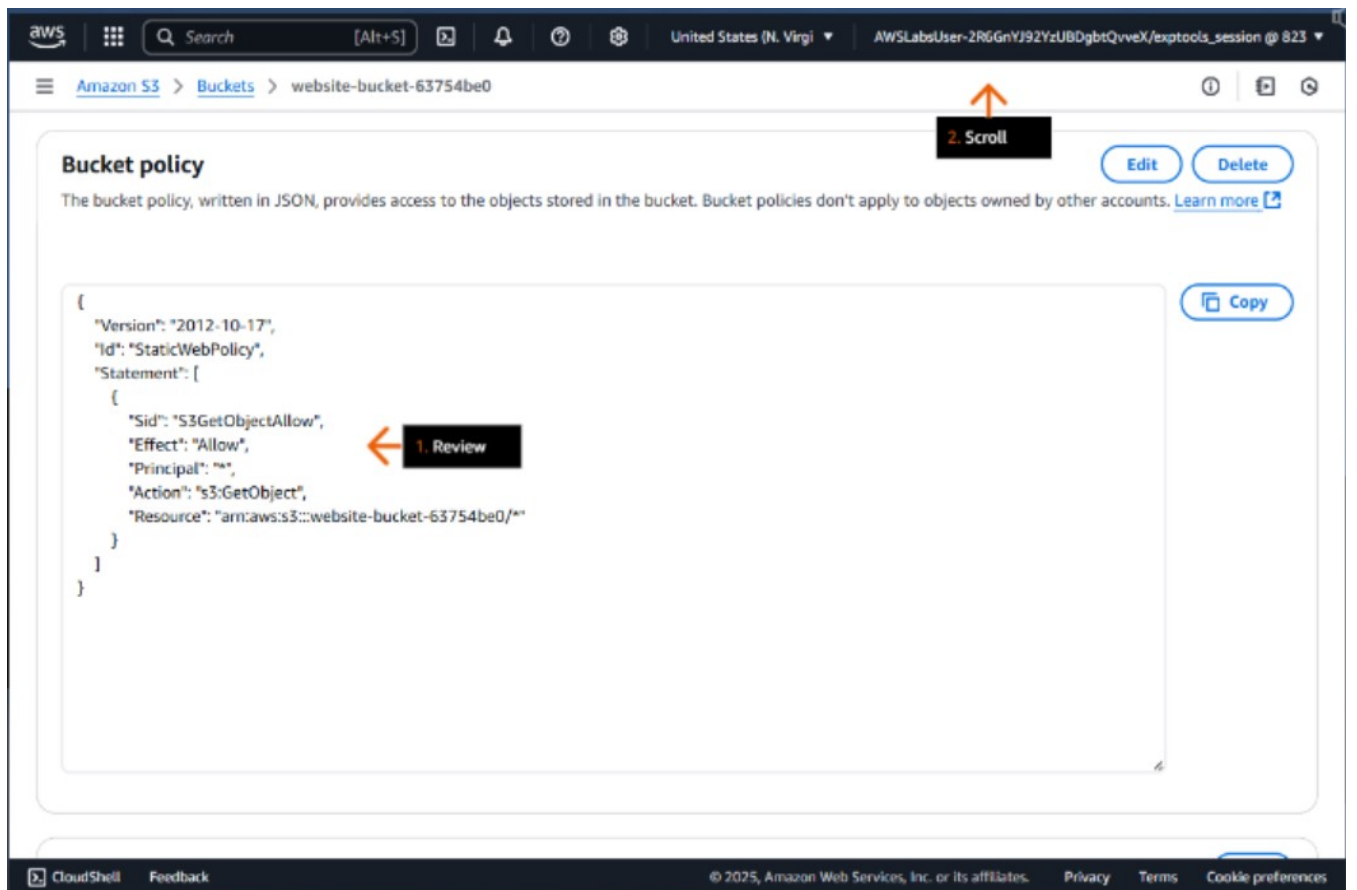 aws Search [Alt+S] United States (N. Virgi AWSLabsUser-2R6GnYJ92YzUBDgbtQvveX/exptools_session @ 823
Amazon S3 > Buckets > website-bucket-63754be0
2. Scroll
Bucket policy Edit Delete
The bucket policy, written in JSON, provides access to the objects stored in the bucket. Bucket policies don't apply to objects owned by other accounts. Learn more
Copy
{
"Version": "2012-10-17",
"Id": "StaticWebPolicy",
"Statement": [
{
"Sid": "S3GetObjectAllow",
"Effect": "Allow",
1. Review
"Principal": "*",
"Action": "s3:GetObject",
"Resource": "arn:aws:s3:::website-bucket-63754be0/*"
}
]
}
CloudShell Feedback © 2025, Amazon Web Services, Inc. or its affiliates. Privacy Terms Cookie preferences